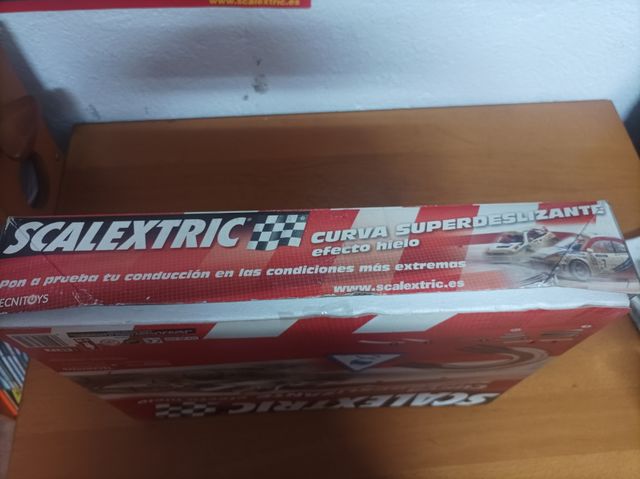 www.scalextric.es
SCALEXTRIC
CURVA SUPERDESLIZANTE
efecto hielo
Pon a prueba tu conducción en las condiciones más extremas
www.scalextric.es
ECNITOYS
SCALEXTRIC